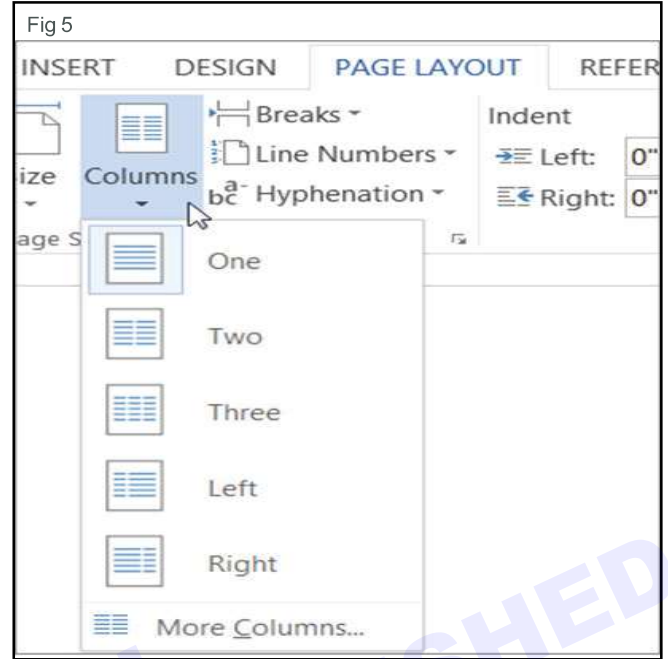 Fig 5
INSERT DESIGN PAGE LAYOUT REFER
Breaks Indent
ize Columns Line Numbers Left: 0"
Hyphenation Right: 0"
age S
One
Two
Three
Left
Right
More Columns...
SHED